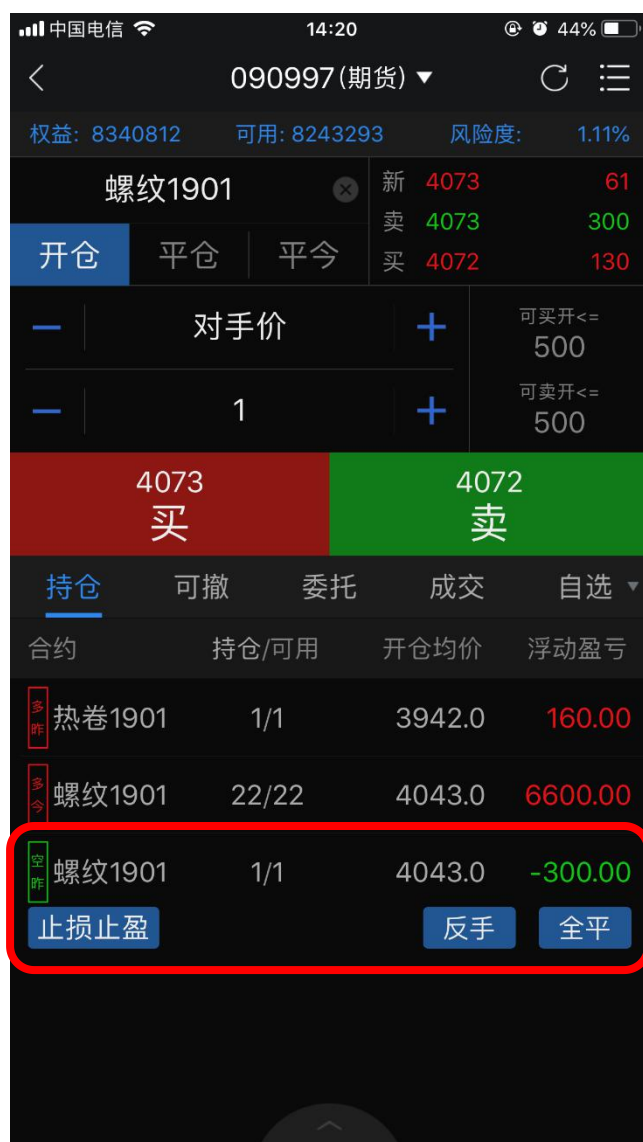 中国电信 14:20 44%
090997(期货) ▼
权益: 8340812 可用: 8243293 风险度: 1.11%
螺纹1901
新 4073 61
卖 4073 300
买 4072 130
开仓 平仓 平今
— 对手价 +
可买开<=
500
— 1 +
可卖开<=
500
4073
买
4072
卖
持仓 可撤 委托 成交 自选 ▼
合约 持仓/可用 开仓均价 浮动盈亏
多昨 热卷1901 1/1 3942.0 160.00
多今 螺纹1901 22/22 4043.0 6600.00
空昨 螺纹1901 1/1 4043.0 -300.00
止损止盈 反手 全平